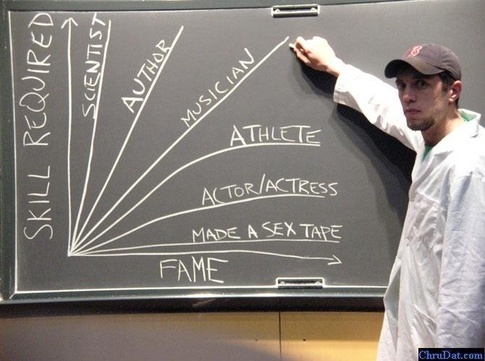 SKILL REQUIRED
SCIENTIST
AUTHOR
MUSICIAN
ATHLETE
ACTOR/ACTRESS
MADE A SEX TAPE
FAME
B
ChruDat.com